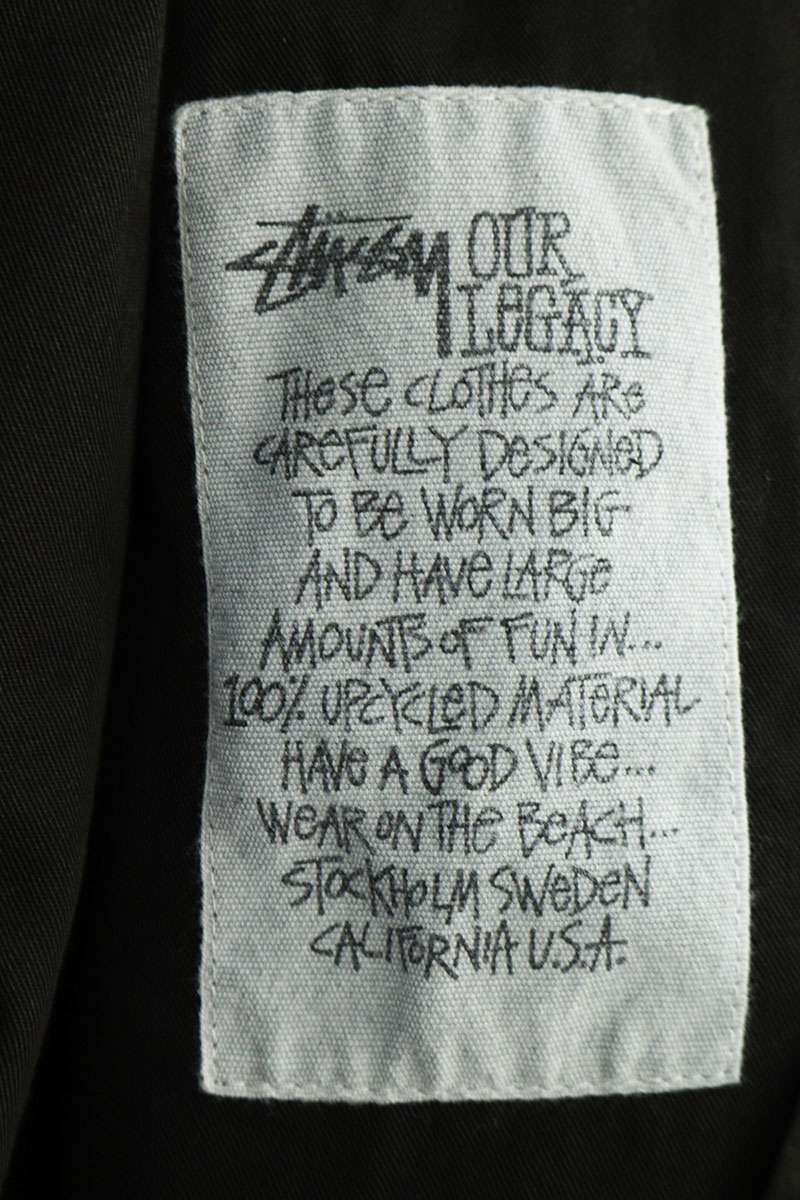 STÜSSY OUR
LEGACY
THESE CLOTHES ARE
CAREFULLY DESIGNED
TO BE WORN BIG
AND HAVE LARGE
AMOUNTS OF FUN IN...
100% UPCYCLED MATERIAL
HAVE A GOOD VIBE...
WEAR ON THE BEACH...
STOCKHOLM SWEDEN
CALIFORNIA U.S.A.